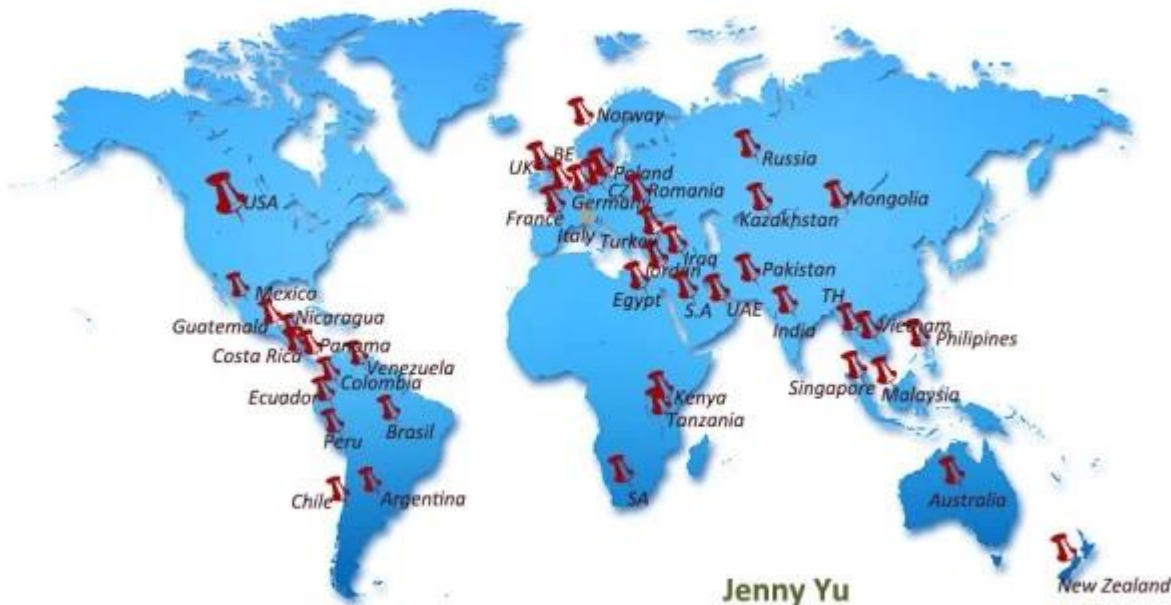 Norway
Russia
UK
BE
Poland
CZ
Romania
Germany
USA
Kazakhstan
Mongolia
France
Italy
Turkey
Iraq
Jordan
Pakistan
Mexico
Egypt
S.A
UAE
TH
India
Guatemala
Nicaragua
Vietnam
Philipines
Costa Rica
Panama
Venezuela
Ecuador
Colombia
Singapore
Malaysia
Kenya
Tanzania
Peru
Brasil
Chile
Argentina
SA
Australia
Jenny Yu
New Zealand